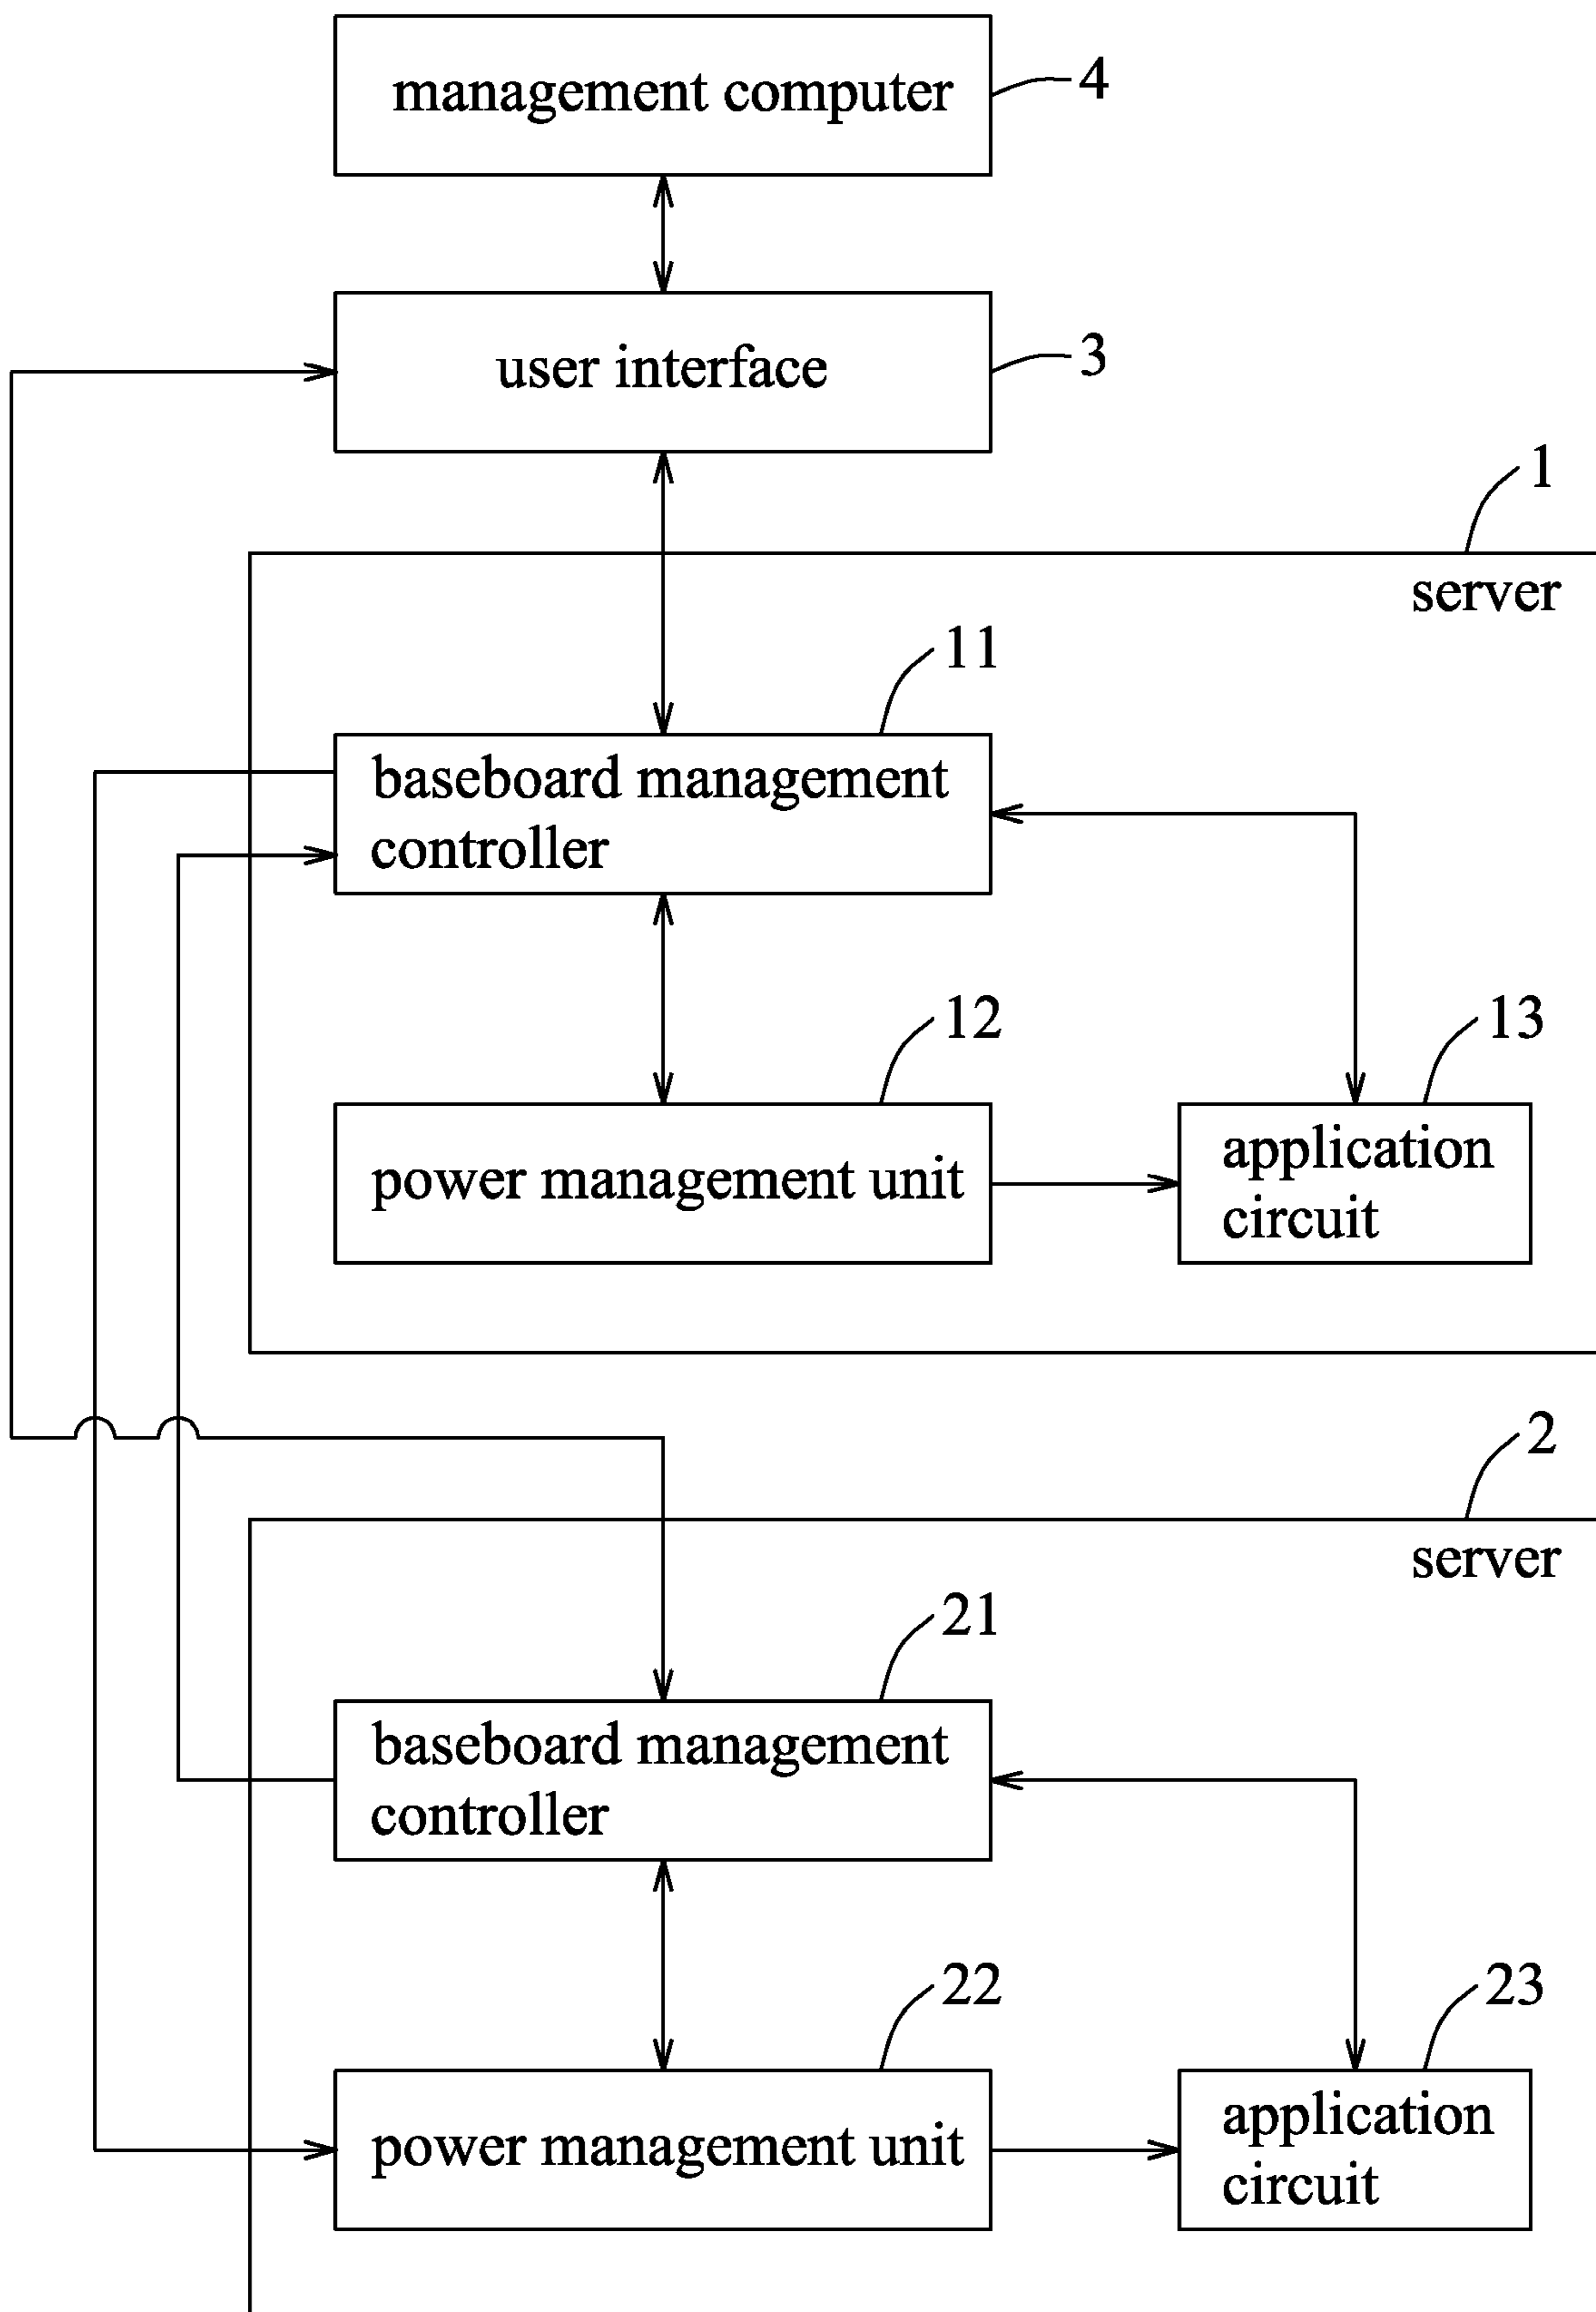 management computer
4
user interface
3
1
server
11
baseboard management
controller
12
13
power management unit
application
circuit
2
server
21
baseboard management
controller
22
23
power management unit
application
circuit